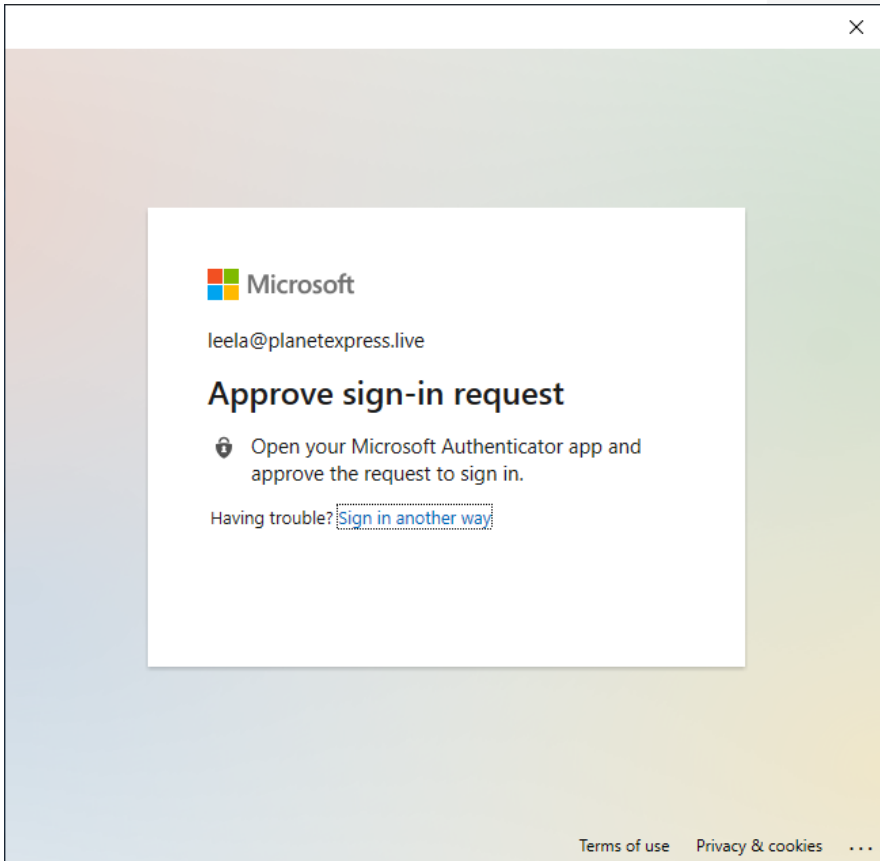 Microsoft
leela@planetexpress.live
Approve sign-in request
Open your Microsoft Authenticator app and
approve the request to sign in.
Having trouble? Sign in another way
Terms of use Privacy & cookies ...